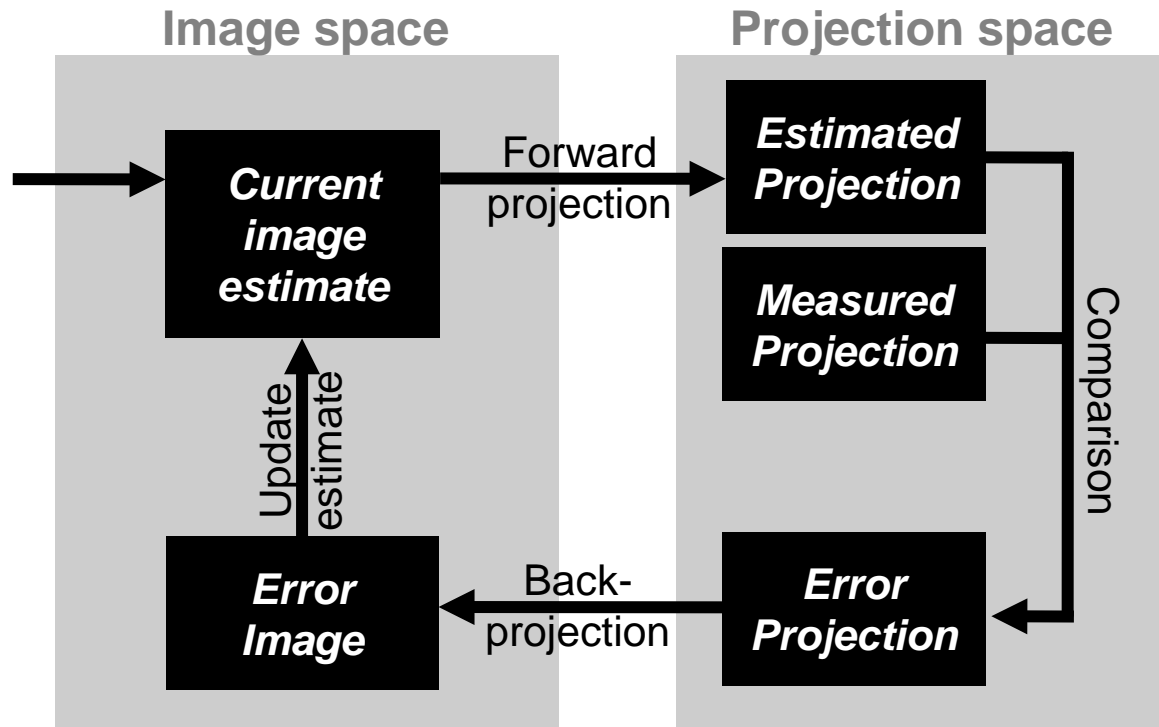 Image space
Projection space
Current
image
estimate
Forward
projection
Estimated
Projection
Measured
Projection
Comparison
Update
estimate
Error
Image
Back-
projection
Error
Projection